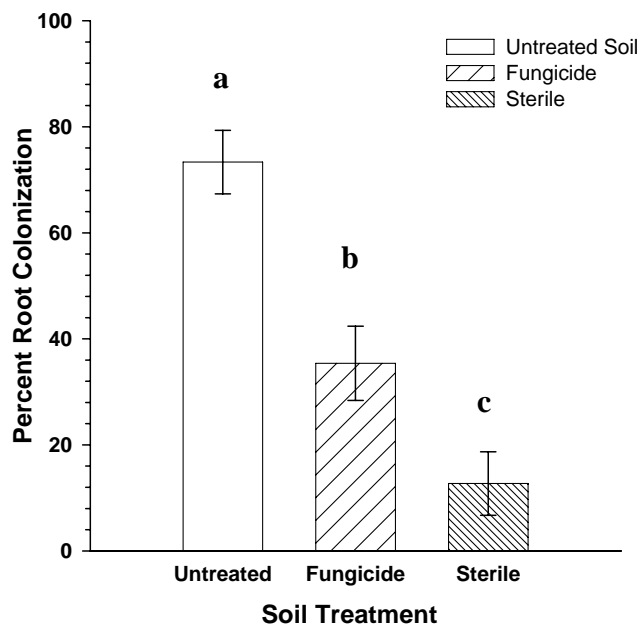 100
80
60
40
20
0
Percent Root Colonization
Untreated Soil
Fungicide
Sterile
a
b
c
Untreated Fungicide Sterile
Soil Treatment